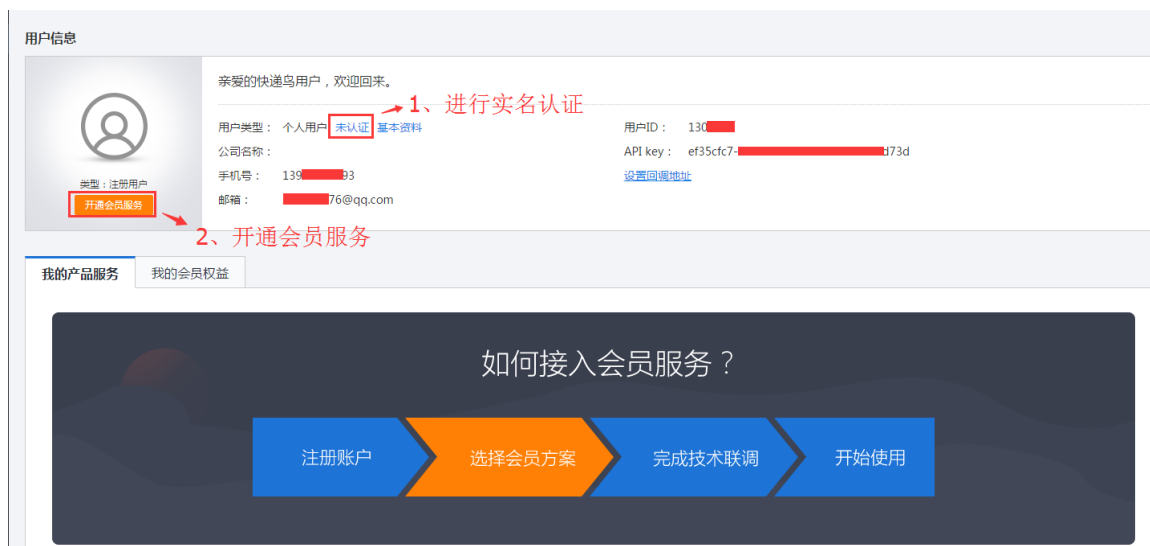 用户信息
亲爱的快递鸟用户，欢迎回来。
1、进行实名认证
用户类型： 个人用户 未认证 基本资料
用户ID： 130
公司名称：
API key： ef35cfc7- d73d
手机号： 139 93
设置回调地址
邮箱： 76@qq.com
类型：注册用户
开通会员服务
2、开通会员服务
我的产品服务 我的会员权益
如何接入会员服务？
注册账户 选择会员方案 完成技术联调 开始使用